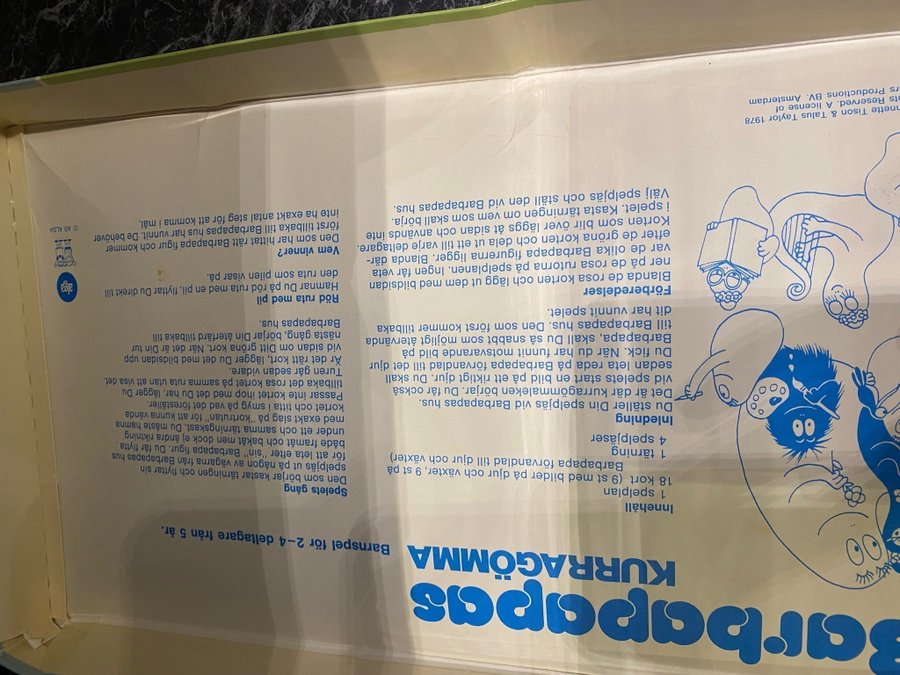 Barbapapas
KURRAGÖMMA
Barnspel för 2–4 deltagare från 5 år.
Innehåll
1 spelplan
18 kort (9 st med bilder på djur och växter, 9 st på
Barbapapa förvandlad till djur och växter)
1 tärning
4 spelpjäser
Inledning
Du ställer Din spelpjäs vid Barbapapas hus.
Det är där kurragömmaleken börjar. Du får också
vid spelets start en bild på ett riktigt djur. Du skall
sedan leta reda på Barbapapa förvandlad till det djur
Du fick. När du har funnit motsvarande bild på
Barbapapa, skall Du så snabbt som möjligt återvända
till Barbapapas hus. Den som först kommer tillbaka
dit har vunnit spelet.
Förberedelser
Blanda de rosa korten och lägg ut dem med bildsidan
ner på de rosa rutorna på spelplanen. Ingen får veta
var de olika Barbapapa figurerna ligger. Blanda där-
efter de gröna korten och dela ut ett till varje deltagare.
Korten som blir över läggs åt sidan och används inte
i spelet. Kasta tärningen om vem som skall börja.
Välj spelpjäs och ställ den vid Barbapapas hus.
Spelets gång
Den som börjar kastar tärningen och flyttar sin
spelpjäs ut på någon av vägarna från Barbapapas hus
för att leta efter "sin" Barbapapa figur. Du får flytta
både framåt och bakåt men dock ej ändra riktning
under ett och samma tärningskast. Du måste hamna
med exakt slag på "kortrutan", för att kunna vända
kortet och titta i smyg på vad det föreställer.
Passar inte kortet ihop med det Du har, lägger Du
tillbaka det rosa kortet på samma ruta utan att visa det
Turen går sedan vidare.
Är det rätt kort, lägger Du det med bildsidan upp
vid sidan om Ditt gröna kort. När det är Din tur
nästa gång, börjar Din återfärd tillbaka till
Barbapapas hus.
Röd ruta med pil
Hamnar Du på röd ruta med en pil, flyttar Du direkt till
den ruta som pilen visar på.
Vem vinner?
Den som har hittat rätt Barbapapa figur och kommer
först tillbaka till Barbapapas hus har vunnit. De behöver
inte ha exakt antal steg för att komma i mål.
nnette Tison & Talus Taylor 1978
ts Reserved. A license of
rs Productions BV. Amsterdam
alga
© AB ALGA